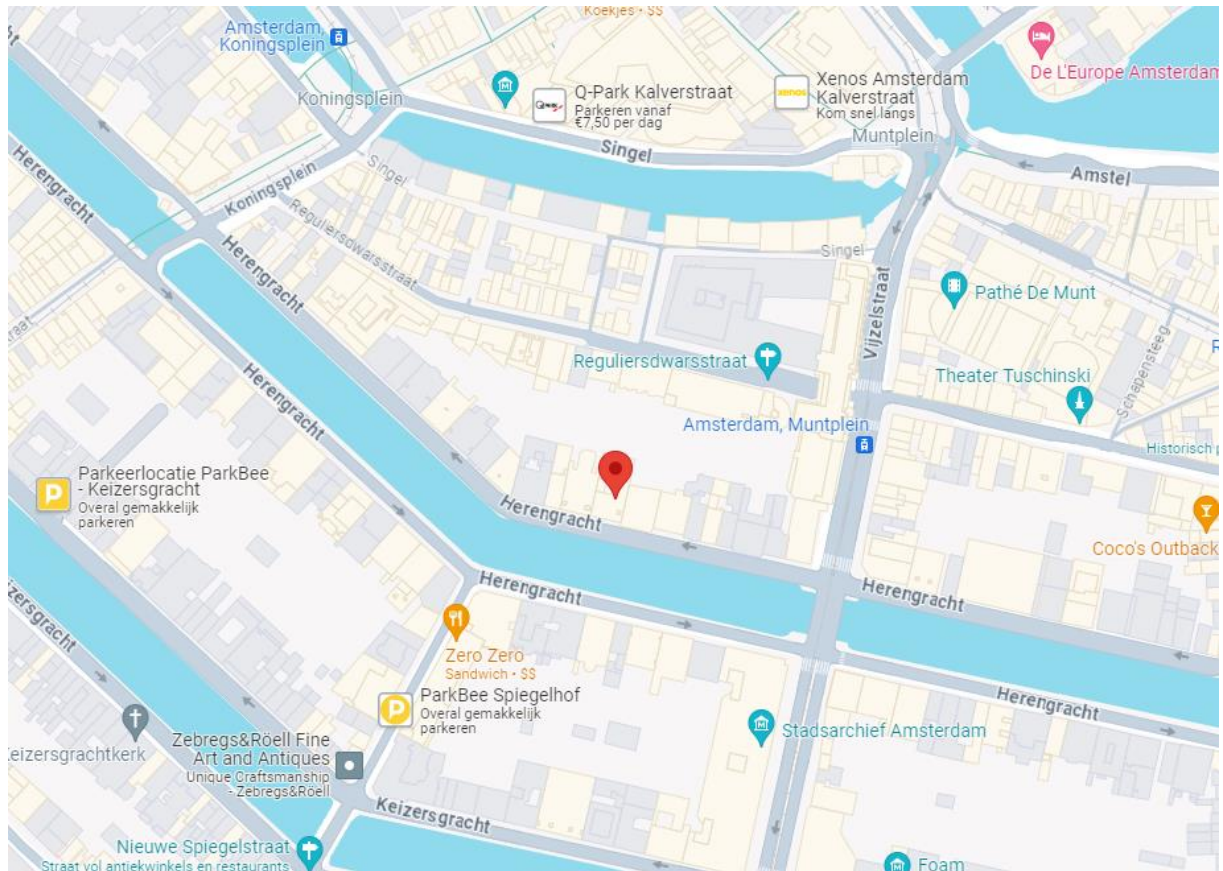 Koekjes • $$
Amsterdam,
Koningsplein
De L'Europe Amsterdam
Koningsplein
Q-Park Kalverstraat
Parkeren vanaf
€7,50 per dag
Xenos Amsterdam
Kalverstraat
Kom snel langs
Muntplein
Singel
Amstel
Herengracht
Koningsplein
Singel
Reguliersdwarsstraat
Herengracht
Singel
Vijzelstraat
Pathé De Munt
Schapensteeg
Reguliersdwarsstraat
Theater Tuschinski
Herengracht
Amsterdam, Muntplein
Historisch
Parkeerlocatie ParkBee
- Keizersgracht
Overal gemakkelijk
parkeren
Herengracht
Coco's Outback
Herengracht
Herengracht
Herengracht
Zero Zero
Sandwich • $$
ParkBee Spiegelhof
Overal gemakkelijk
parkeren
Stadsarchief Amsterdam
Zebregs&Röell Fine
Art and Antiques
Unique Craftsmanship
- Zebregs&Röell
Keizersgracht
Nieuwe Spiegelstraat
Straat vol antiekwinkels en restaurants
Foam